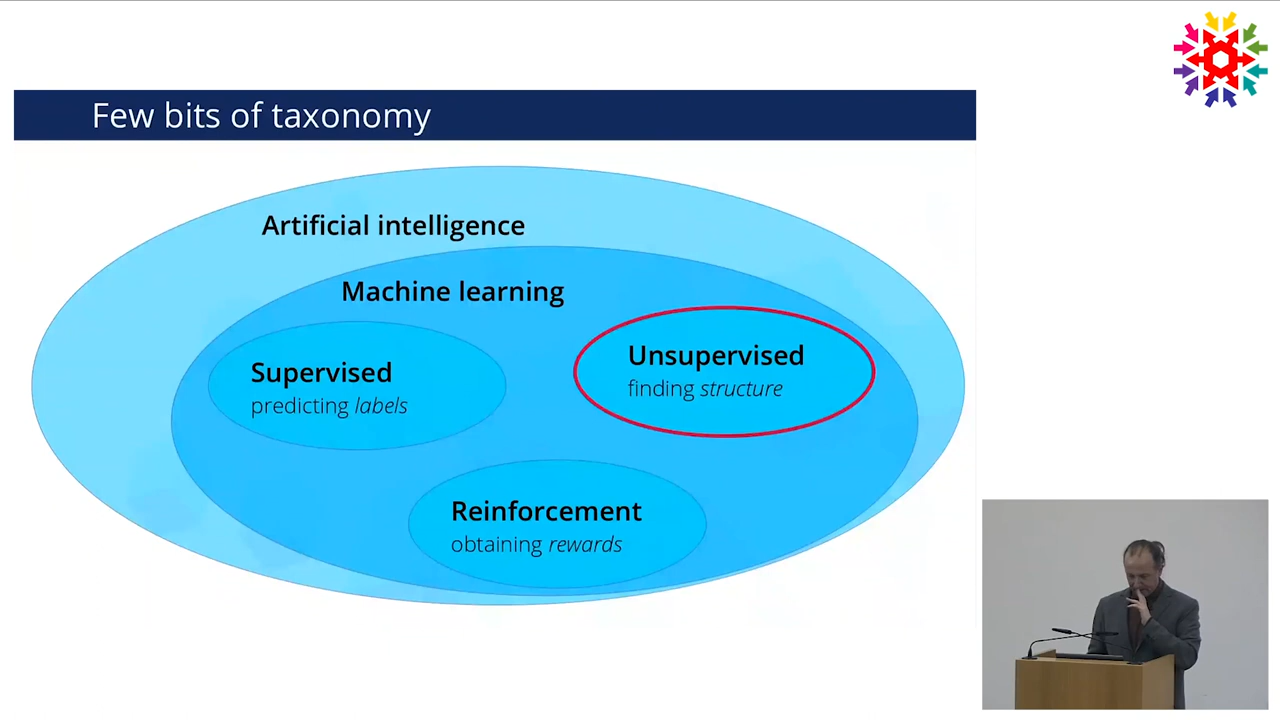 Few bits of taxonomy
Artificial intelligence
Machine learning
Supervised
predicting labels
Unsupervised
finding structure
Reinforcement
obtaining rewards